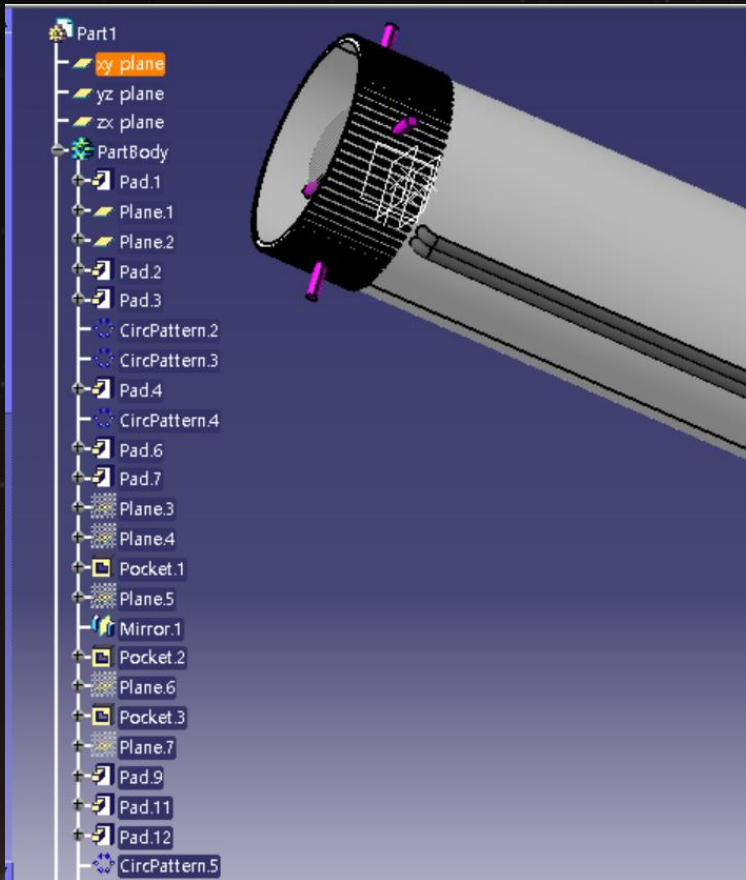 Part1
xy plane
yz plane
zx plane
PartBody
Pad.1
Plane.1
Plane.2
Pad.2
Pad.3
CircPattern.2
CircPattern.3
Pad.4
CircPattern.4
Pad.6
Pad.7
Plane.3
Plane.4
Pocket.1
Plane.5
Mirror.1
Pocket.2
Plane.6
Pocket.3
Plane.7
Pad.9
Pad.11
Pad.12
CircPattern.5